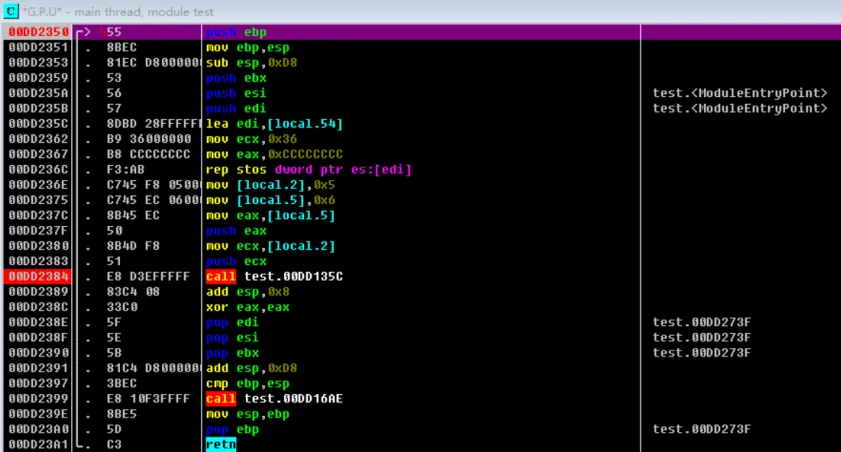 C *G.P.U* - main thread, module test
00DD2350 > 55 push ebp
00DD2351 . 8BEC mov ebp,esp
00DD2353 . 81EC D8000000 sub esp,0xD8
00DD2359 . 53 push ebx
00DD235A . 56 push esi test.<ModuleEntryPoint>
00DD235B . 57 push edi test.<ModuleEntryPoint>
00DD235C . 8DBD 28FFFFFF lea edi,[local.54]
00DD2362 . B9 36000000 mov ecx,0x36
00DD2367 . B8 CCCCCCCC mov eax,0xCCCCCCCC
00DD236C . F3:AB rep stos dword ptr es:[edi]
00DD236E . C745 F8 0500 mov [local.2],0x5
00DD2375 . C745 EC 0600 mov [local.5],0x6
00DD237C . 8B45 EC mov eax,[local.5]
00DD237F . 50 push eax
00DD2380 . 8B4D F8 mov ecx,[local.2]
00DD2383 . 51 push ecx
00DD2384 . E8 D3EFFFFF call test.00DD135C
00DD2389 . 83C4 08 add esp,0x8
00DD238C . 33C0 xor eax,eax
00DD238E . 5F pop edi test.00DD273F
00DD238F . 5E pop esi test.00DD273F
00DD2390 . 5B pop ebx test.00DD273F
00DD2391 . 81C4 D8000000 add esp,0xD8
00DD2397 . 3BEC cmp ebp,esp
00DD2399 . E8 10F3FFFF call test.00DD16AE
00DD239E . 8BE5 mov esp,ebp
00DD23A0 . 5D pop ebp test.00DD273F
00DD23A1 . C3 retn